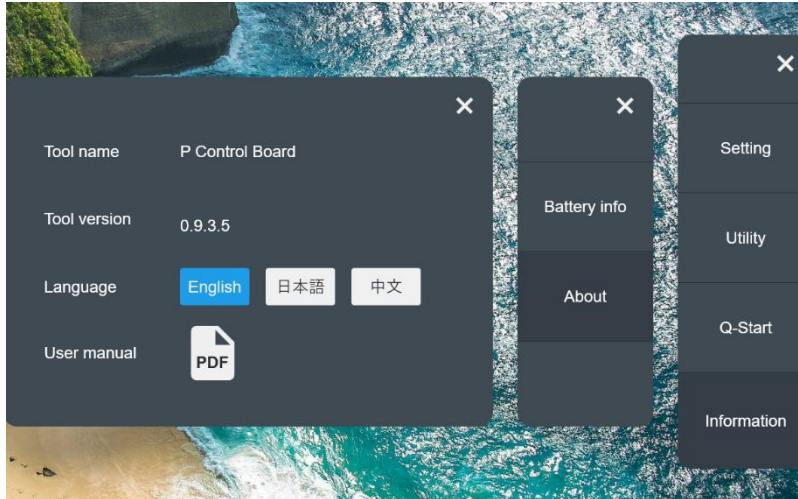 Tool name P Control Board
Tool version 0.9.3.5
Language English 日本語 中文
User manual PDF
Battery info
About
Setting
Utility
Q-Start
Information